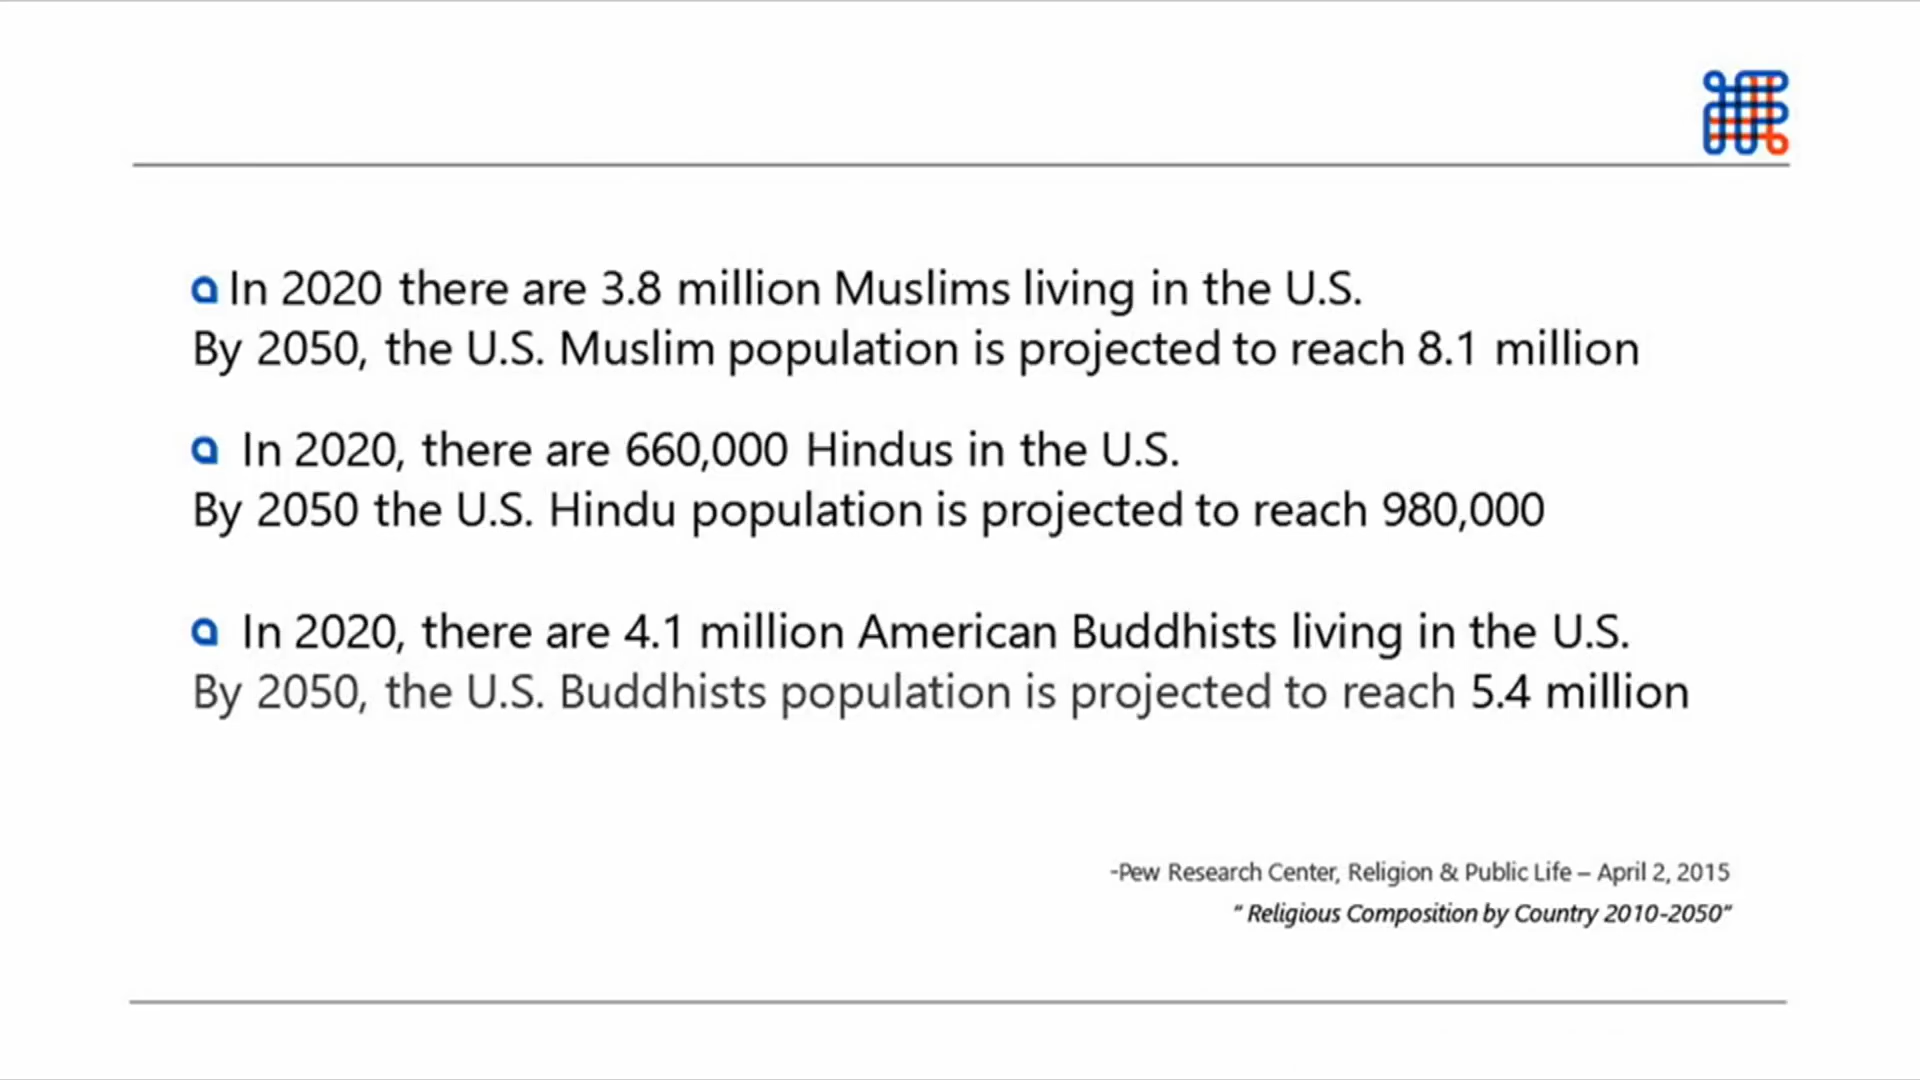 In 2020 there are 3.8 million Muslims living in the U.S.
By 2050, the U.S. Muslim population is projected to reach 8.1 million
In 2020, there are 660,000 Hindus in the U.S.
By 2050 the U.S. Hindu population is projected to reach 980,000
In 2020, there are 4.1 million American Buddhists living in the U.S.
By 2050, the U.S. Buddhists population is projected to reach 5.4 million
-Pew Research Center, Religion & Public Life – April 2, 2015
" Religious Composition by Country 2010-2050"